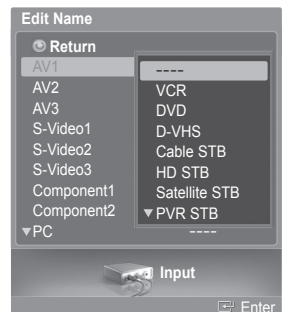 Edit Name
Return
AV1
AV2
AV3
S-Video1
S-Video2
S-Video3
Component1
Component2
▼PC
----
VCR
DVD
D-VHS
Cable STB
HD STB
Satellite STB
▼PVR STB
----
Input
Enter